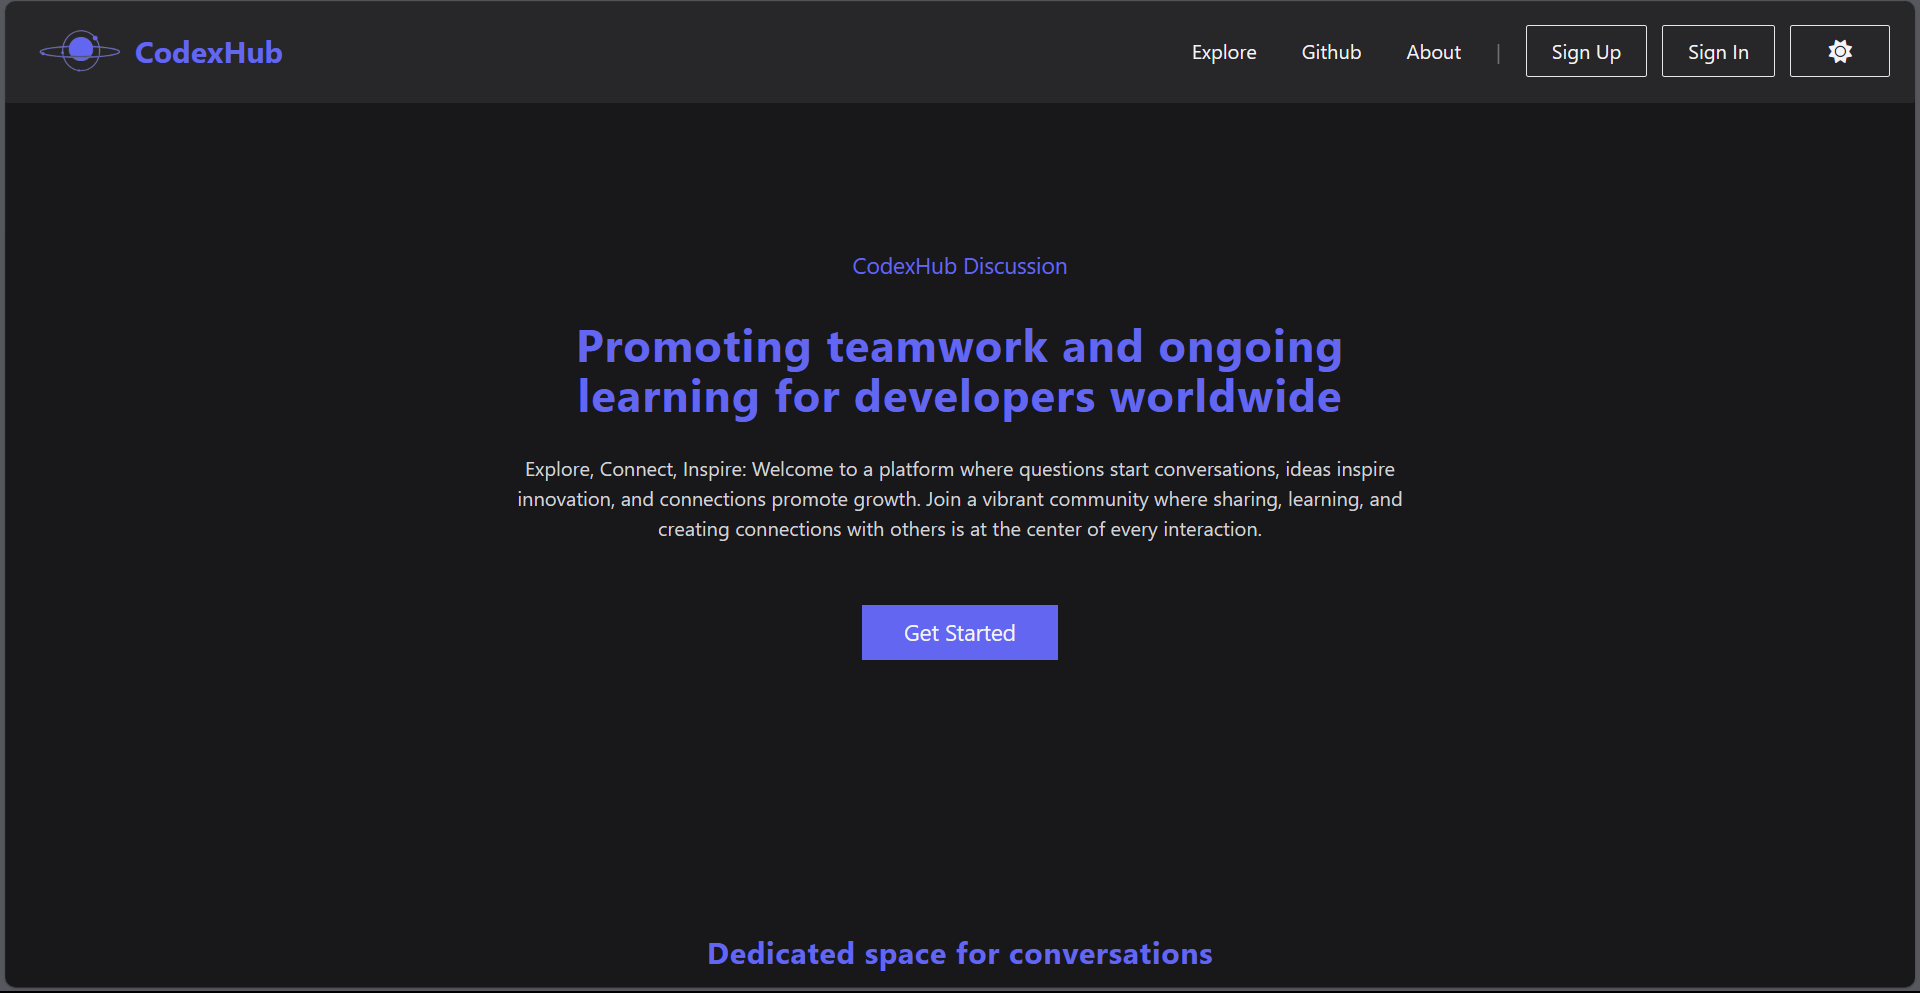 CodexHub
Explore
Github
About
|
Sign Up
Sign In
CodexHub Discussion
Promoting teamwork and ongoing
learning for developers worldwide
Explore, Connect, Inspire: Welcome to a platform where questions start conversations, ideas inspire
innovation, and connections promote growth. Join a vibrant community where sharing, learning, and
creating connections with others is at the center of every interaction.
Get Started
Dedicated space for conversations